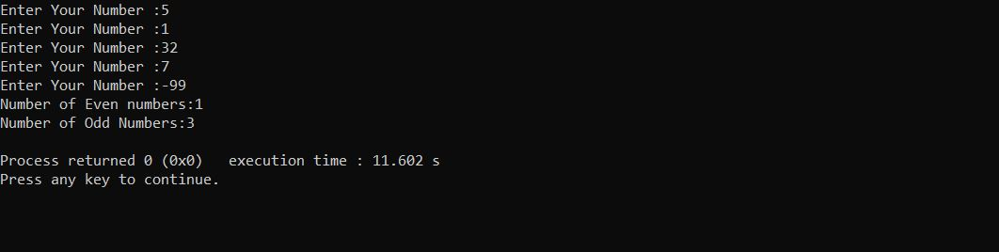 Enter Your Number :5
Enter Your Number :1
Enter Your Number :32
Enter Your Number :7
Enter Your Number :-99
Number of Even numbers:1
Number of Odd Numbers:3
Process returned 0 (0x0)   execution time : 11.602 s
Press any key to continue.